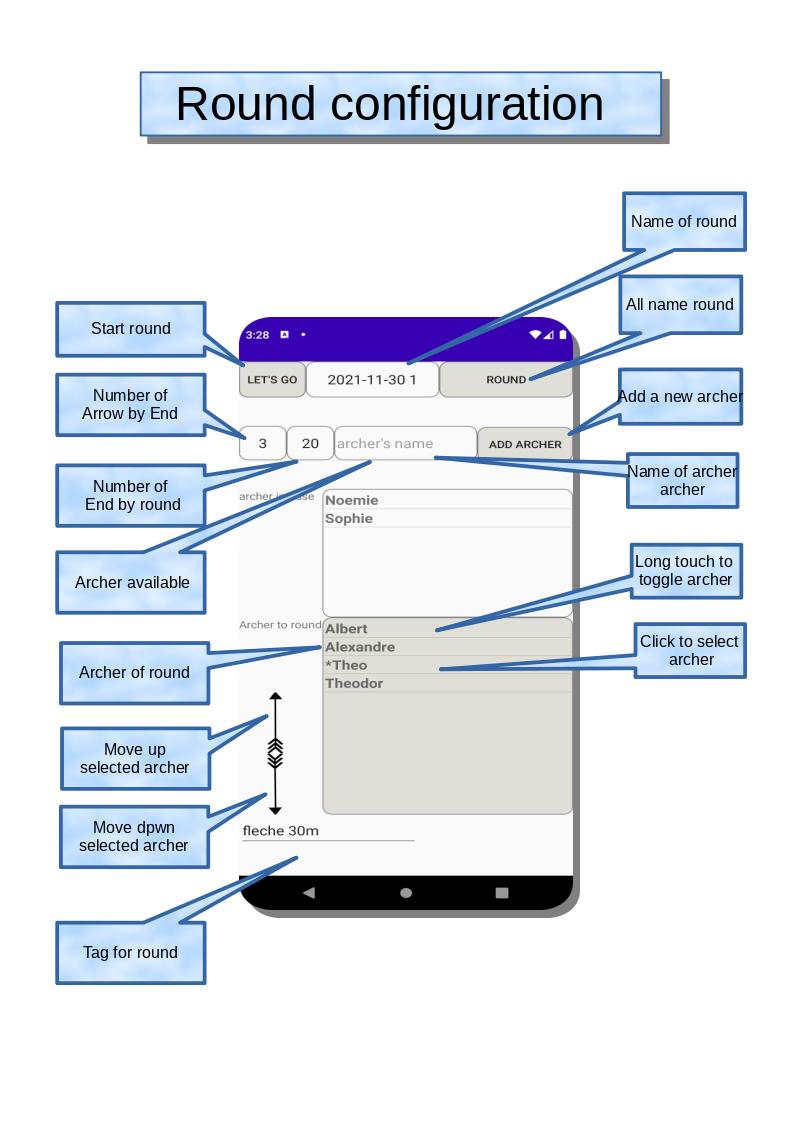 Round configuration
Name of round
All name round
Start round
3:28
LET'S GO
2021-11-30 1
ROUND
Number of
Arrow by End
Add a new archer
3
20
archer's name
ADD ARCHER
Number of
End by round
Name of archer
archer
archer in base
Noemie
Sophie
Archer available
Long touch to
toggle archer
Archer to round
Albert
Alexandre
*Theo
Theodor
Click to select
archer
Archer of round
Move up
selected archer
Move dpwn
selected archer
fleche 30m
Tag for round